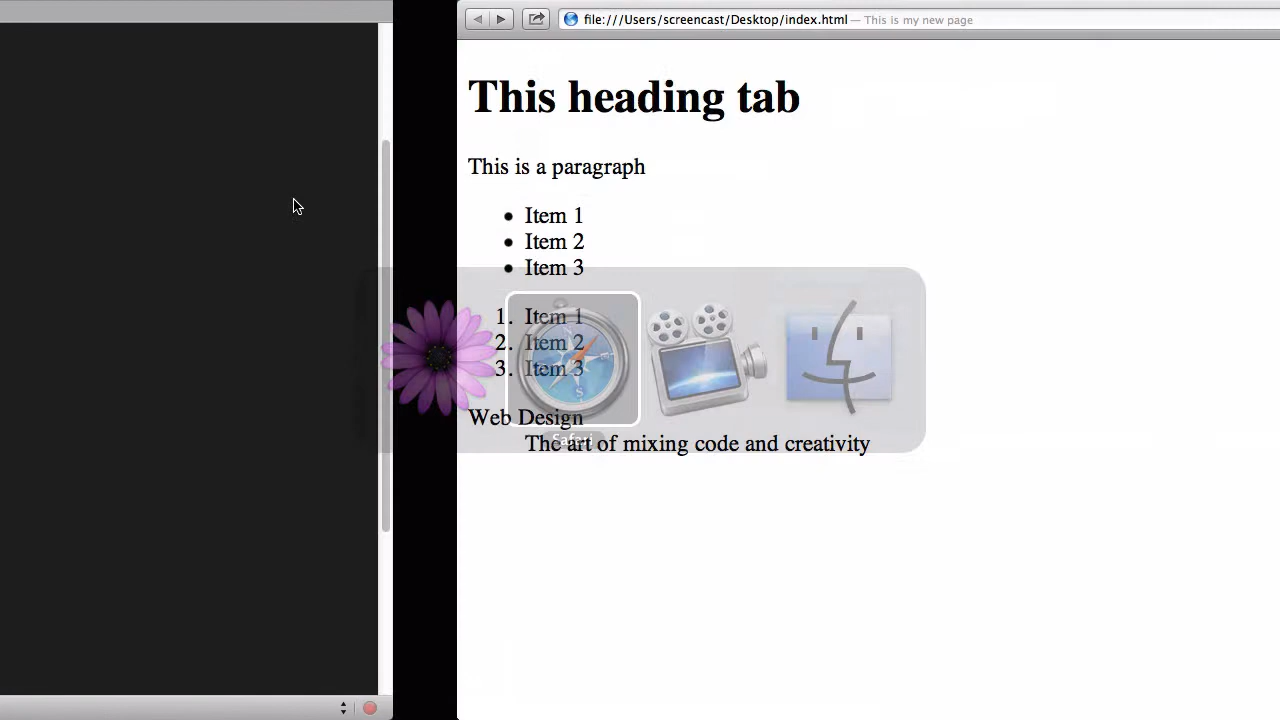 file:///Users/screencast/Desktop/index.html — This is my new page
This heading tab
This is a paragraph
• Item 1
• Item 2
• Item 3
1. Item 1
2. Item 2
3. Item 3
Web Design
Safari
The art of mixing code and creativity